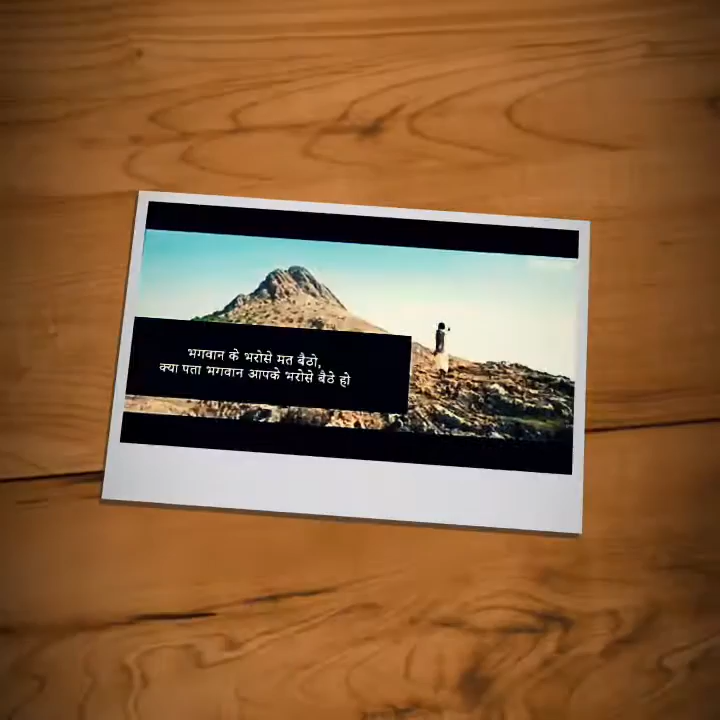 भगवान के भरोसे मत बैठो,
क्या पता भगवान आपके भरोसे बैठे हो